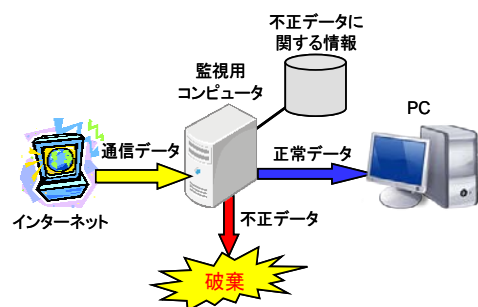 不正データに
関する情報
監視用
コンピュータ
PC
通信データ
正常データ
インターネット
不正データ
破棄